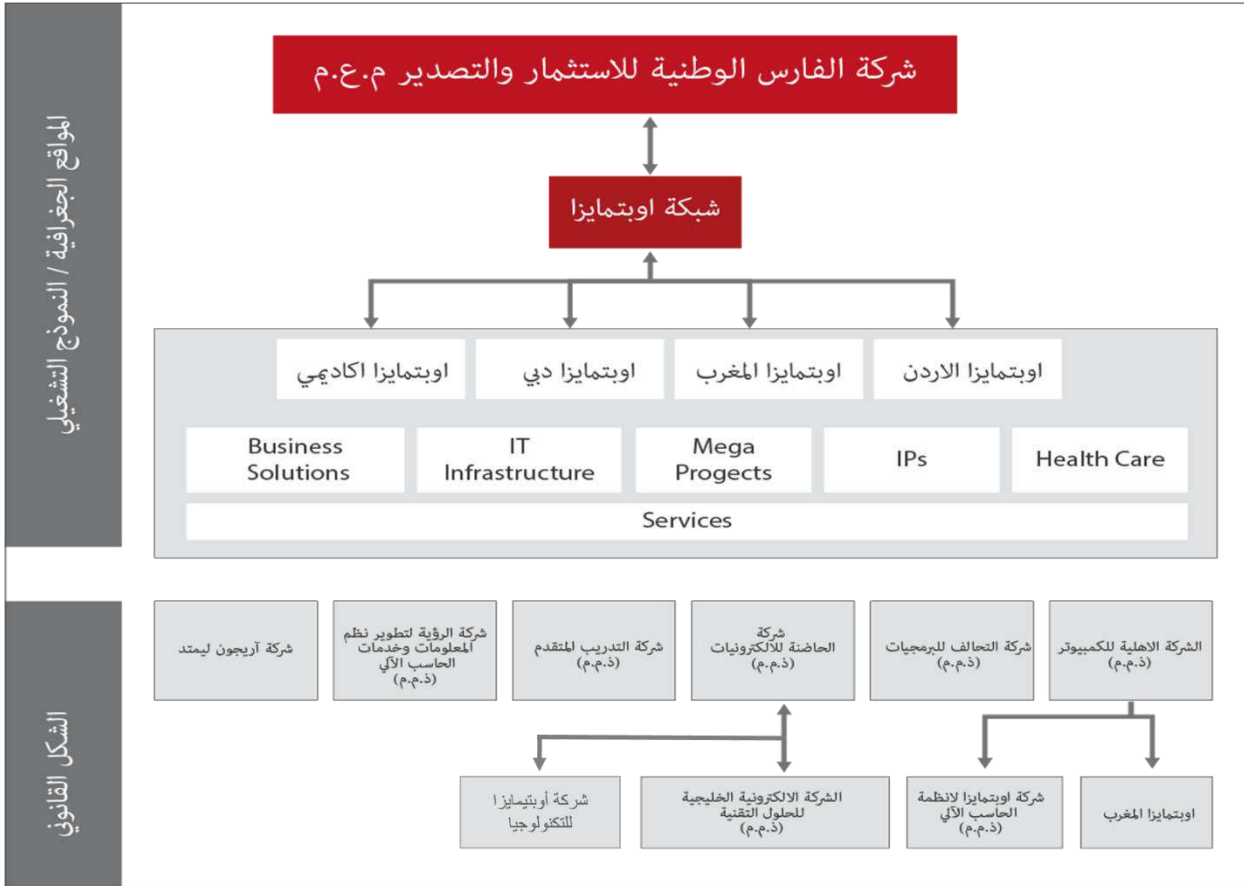 شركة الفارس الوطنية للاستثمار والتصدير م.ع.م
شبكة اوبتمايزا
المواقع الجغرافية / النموذج التشغيلي
اوبتمايزا الاردن
اوبتمايزا المغرب
اوبتمايزا دبي
اوبتمايزا اكاديمي
Business
Solutions
IT
Infrastructure
Mega
Progects
IPs
Health Care
Services
الشكل القانوني
الشركة الاهلية للكمبيوتر
(ذ.م.م)
شركة التحالف للبرمجيات
(ذ.م.م)
شركة
الحاضنة للالكترونيات
(ذ.م.م)
شركة التدريب المتقدم
(ذ.م.م)
شركة الرؤية لتطوير نظم
المعلومات وخدمات
الحاسب الآلي
(ذ.م.م)
شركة آريجون ليمتد
اوبتمايزا المغرب
شركة اوبتمايزا لانظمة
الحاسب الآلي
(ذ.م.م)
الشركة الالكترونية الخليجية
للحلول التقنية
(ذ.م.م)
شركة أوبتيمايزا
للتكنولوجيا